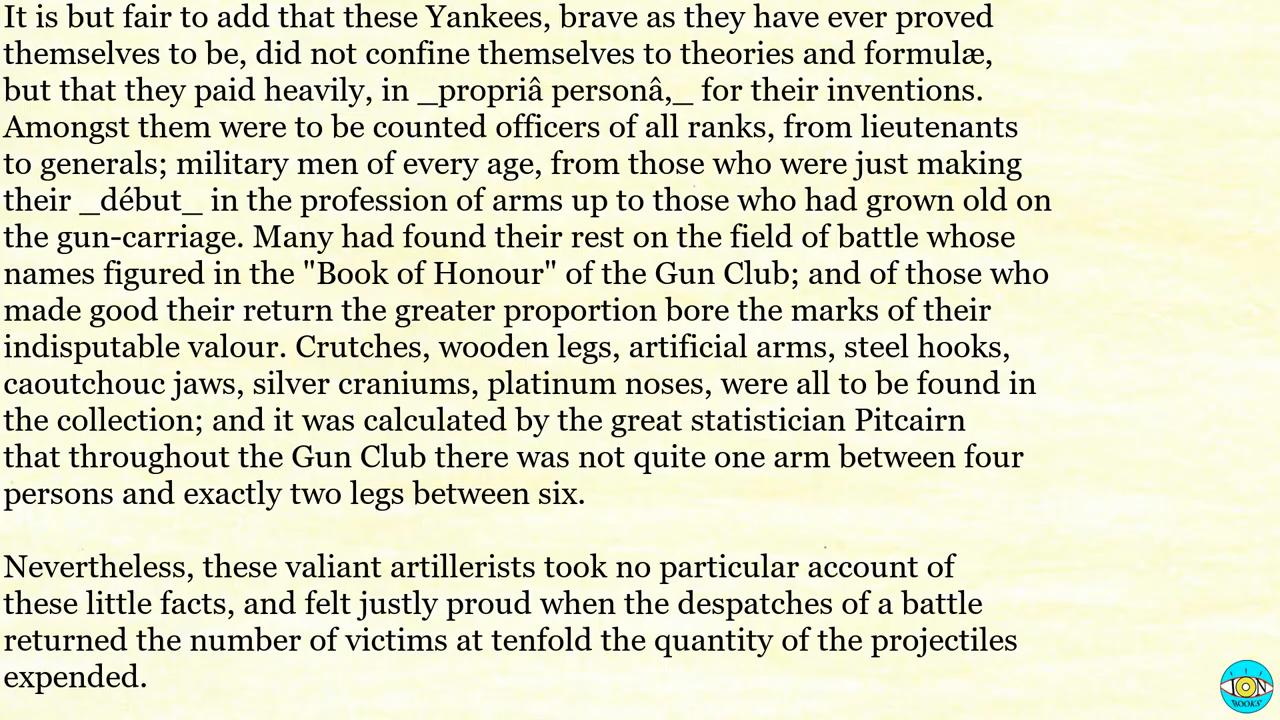 It is but fair to add that these Yankees, brave as they have ever proved
themselves to be, did not confine themselves to theories and formulæ,
but that they paid heavily, in _propriâ personâ,_ for their inventions.
Amongst them were to be counted officers of all ranks, from lieutenants
to generals; military men of every age, from those who were just making
their _début_ in the profession of arms up to those who had grown old on
the gun-carriage. Many had found their rest on the field of battle whose
names figured in the "Book of Honour" of the Gun Club; and of those who
made good their return the greater proportion bore the marks of their
indisputable valour. Crutches, wooden legs, artificial arms, steel hooks,
caoutchouc jaws, silver craniums, platinum noses, were all to be found in
the collection; and it was calculated by the great statistician Pitcairn
that throughout the Gun Club there was not quite one arm between four
persons and exactly two legs between six.

Nevertheless, these valiant artillerists took no particular account of
these little facts, and felt justly proud when the despatches of a battle
returned the number of victims at tenfold the quantity of the projectiles
expended.
ION
BOOKS